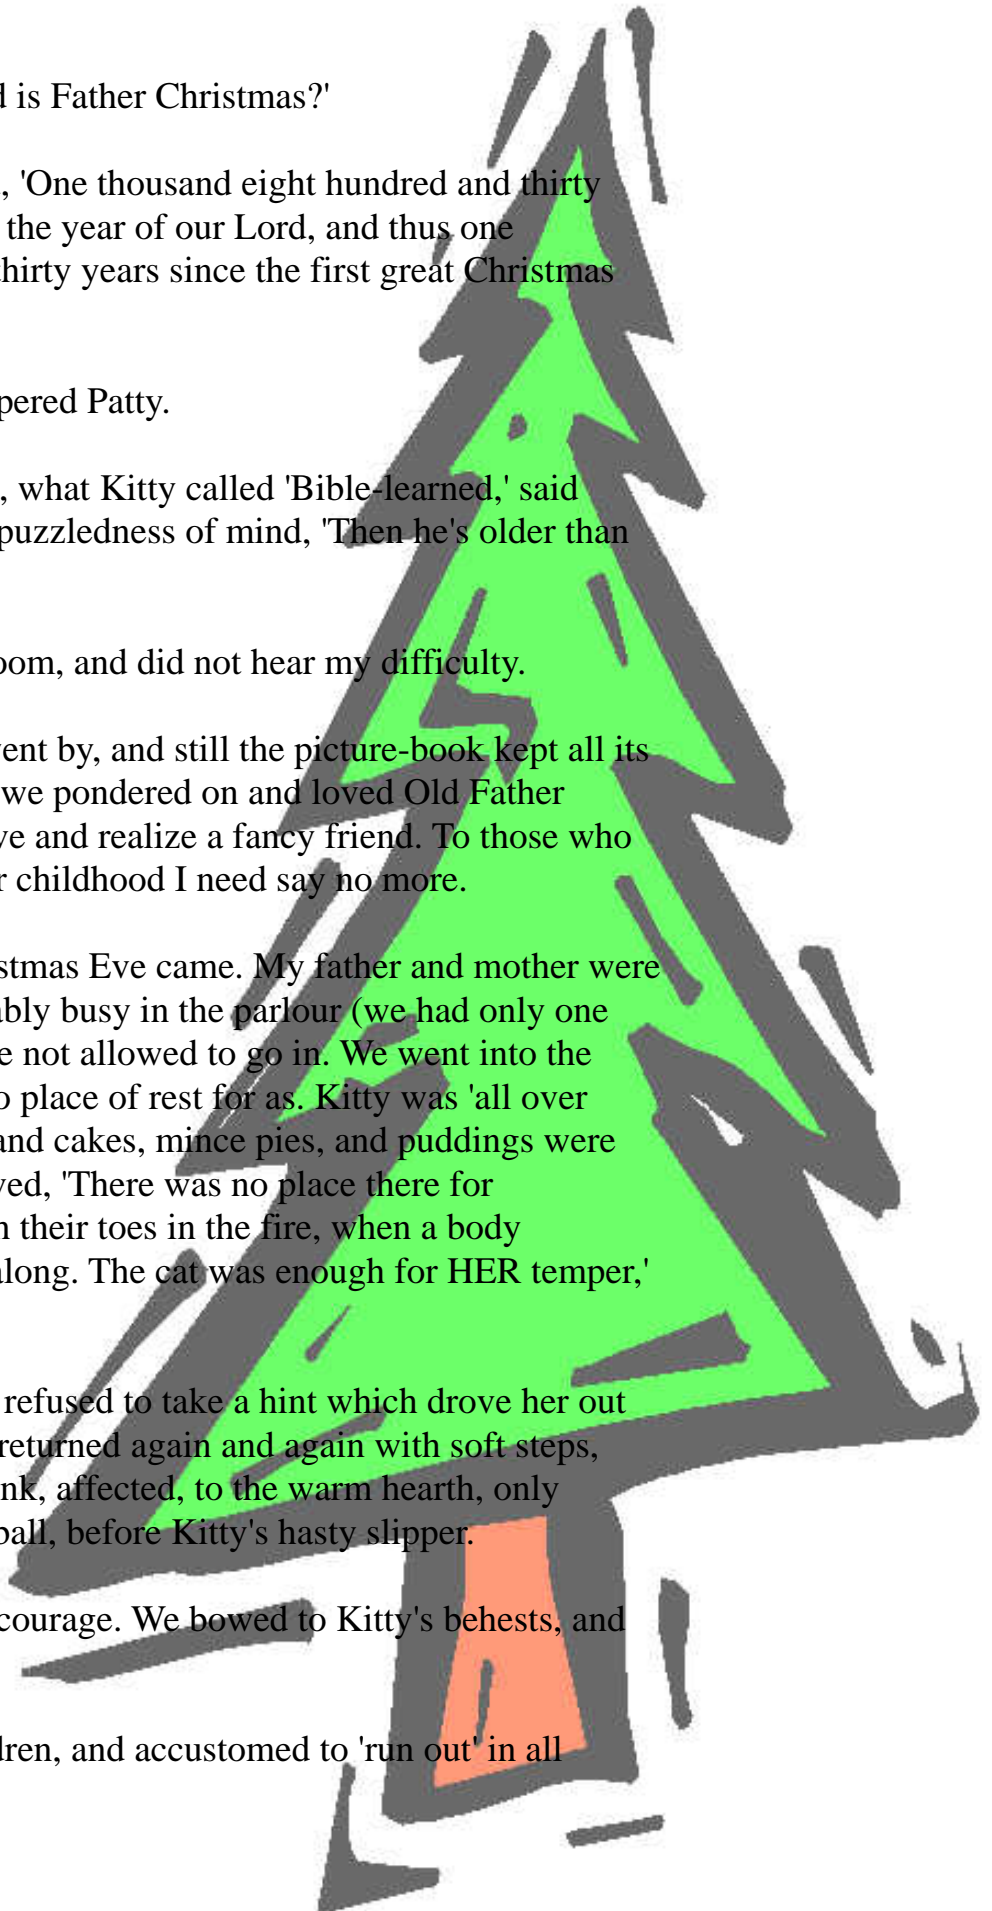 d is Father Christmas?'
, 'One thousand eight hundred and thirty
the year of our Lord, and thus one
thirty years since the first great Christmas
pered Patty.
, what Kitty called 'Bible-learned,' said
puzzledness of mind, 'Then he's older than
oom, and did not hear my difficulty.
vent by, and still the picture-book kept all its
we pondered on and loved Old Father
ve and realize a fancy friend. To those who
r childhood I need say no more.
stmas Eve came. My father and mother were
ably busy in the parlour (we had only one
e not allowed to go in. We went into the
o place of rest for as. Kitty was 'all over
and cakes, mince pies, and puddings were
ved, 'There was no place there for
h their toes in the fire, when a body
along. The cat was enough for HER temper,'
refused to take a hint which drove her out
returned again and again with soft steps,
nk, affected, to the warm hearth, only
ball, before Kitty's hasty slipper.
courage. We bowed to Kitty's behests, and
dren, and accustomed to 'run out' in all